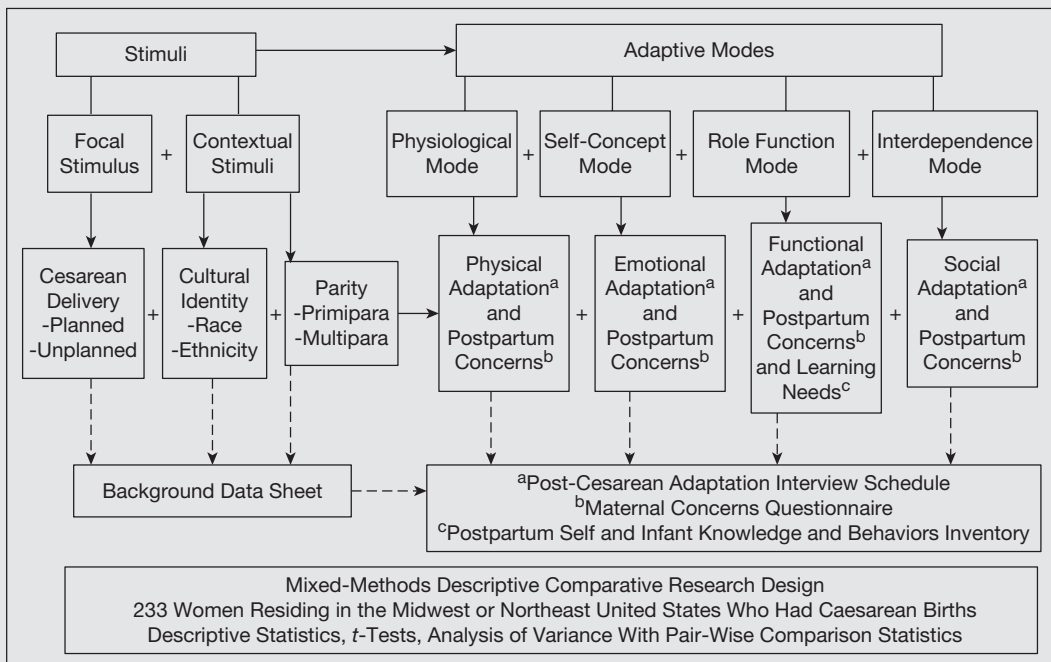 Stimuli
Adaptive Modes
Focal
Stimulus
+
Contextual
Stimuli
Physiological
Mode
+
Self-Concept
Mode
+
Role Function
Mode
+
Interdependence
Mode
Cesarean
Delivery
-Planned
-Unplanned
+
Cultural
Identity
-Race
-Ethnicity
+
Parity
-Primipara
-Multipara
Physical
Adaptationᵃ
and
Postpartum
Concernsᵇ
+
Emotional
Adaptationᵃ
and
Postpartum
Concernsᵇ
+
Functional
Adaptationᵃ
and
Postpartum
Concernsᵇ
and Learning
Needsᶜ
+
Social
Adaptationᵃ
and
Postpartum
Concernsᵇ
Background Data Sheet
ᵃPost-Cesarean Adaptation Interview Schedule
ᵇMaternal Concerns Questionnaire
ᶜPostpartum Self and Infant Knowledge and Behaviors Inventory
Mixed-Methods Descriptive Comparative Research Design
233 Women Residing in the Midwest or Northeast United States Who Had Caesarean Births
Descriptive Statistics, t-Tests, Analysis of Variance With Pair-Wise Comparison Statistics